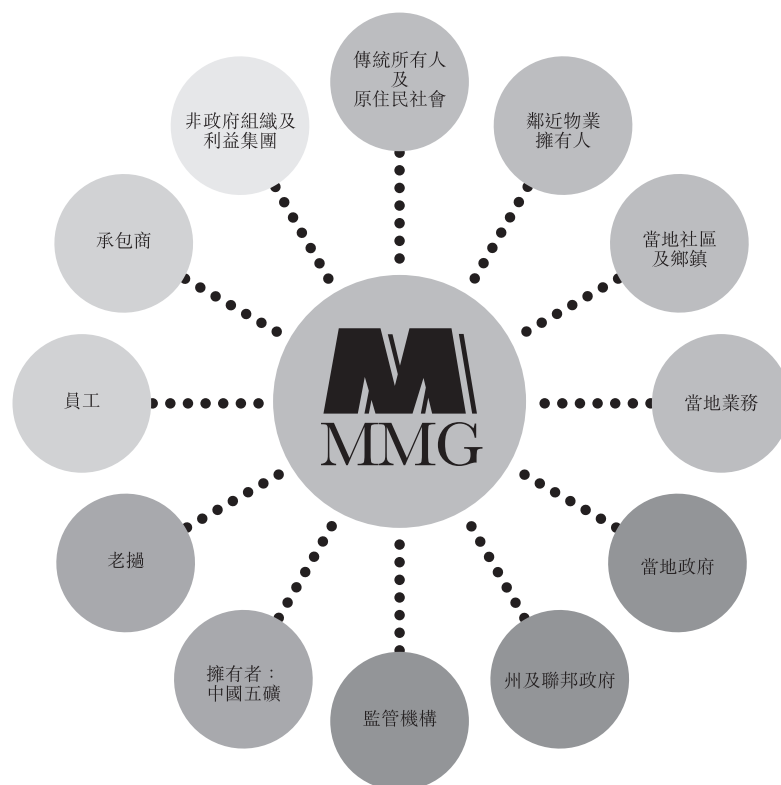 傳統所有人
及
原住民社會
鄰近物業
擁有人
當地社區
及鄉鎮
當地業務
當地政府
州及聯邦政府
監管機構
擁有者：
中國五礦
老撾
員工
承包商
非政府組織及
利益集團
M
MMG